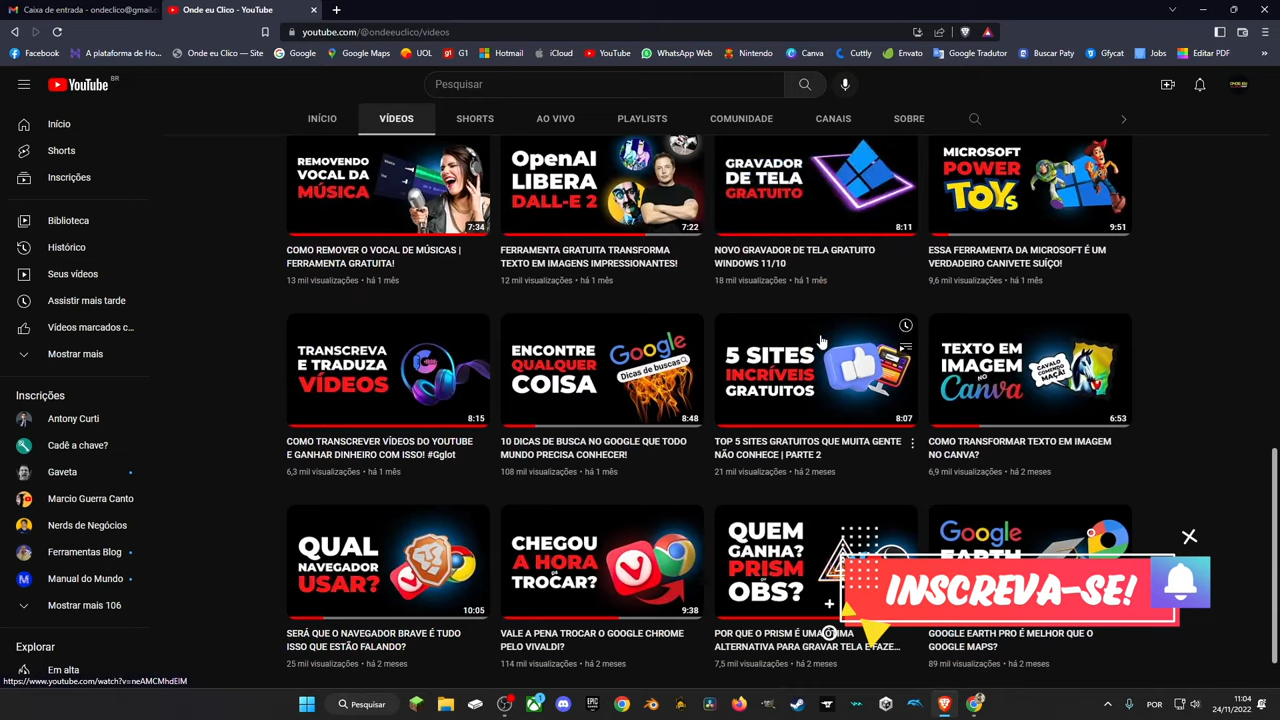 Caixa de entrada - ondeclico@gmail.c
Onde eu Clico - YouTube
youtube.com/@ondeeuclico/videos
Facebook
A plataforma de Ho...
Onde eu Clico — Site
Google
Google Maps
UOL
G1
Hotmail
iCloud
YouTube
WhatsApp Web
Nintendo
Canva
Cuttly
Envato
Google Tradutor
Buscar Paty
Gfycat
Jobs
Editar PDF
YouTube
BR
Pesquisar
INÍCIO
VÍDEOS
SHORTS
AO VIVO
PLAYLISTS
COMUNIDADE
CANAIS
SOBRE
Início
Shorts
Inscrições
Biblioteca
Histórico
Seus vídeos
Assistir mais tarde
Vídeos marcados c...
Mostrar mais
Inscrições
Antony Curti
Cadê a chave?
Gaveta
Marcio Guerra Canto
Nerds de Negócios
Ferramentas Blog
Manual do Mundo
Mostrar mais 106
Explorar
Em alta
REMOVENDO
VOCAL DA
MÚSICA
7:34
COMO REMOVER O VOCAL DE MÚSICAS |
FERRAMENTA GRATUITA!
13 mil visualizações • há 1 mês
OpenAI
LIBERA
DALL-E 2
7:22
FERRAMENTA GRATUITA TRANSFORMA
TEXTO EM IMAGENS IMPRESSIONANTES!
12 mil visualizações • há 1 mês
GRAVADOR
DE TELA
GRATUITO
8:11
NOVO GRAVADOR DE TELA GRATUITO
WINDOWS 11/10
18 mil visualizações • há 1 mês
MICROSOFT
POWER
TOYS
9:51
ESSA FERRAMENTA DA MICROSOFT É UM
VERDADEIRO CANIVETE SUÍÇO!
9,6 mil visualizações • há 1 mês
TRANSCREVA
E TRADUZA
VÍDEOS
8:15
COMO TRANSCREVER VÍDEOS DO YOUTUBE
E GANHAR DINHEIRO COM ISSO! #Gglot
6,3 mil visualizações • há 1 mês
ENCONTRE
QUALQUER
COISA
Google
Dicas de buscas
8:48
10 DICAS DE BUSCA NO GOOGLE QUE TODO
MUNDO PRECISA CONHECER!
108 mil visualizações • há 1 mês
5 SITES
INCRÍVEIS
GRATUITOS
8:07
TOP 5 SITES GRATUITOS QUE MUITA GENTE
NÃO CONHECE | PARTE 2
21 mil visualizações • há 2 meses
TEXTO EM
IMAGEM
NO
Canva
CAVALO
COMENDO
MAÇÃ!
6:53
COMO TRANSFORMAR TEXTO EM IMAGEM
NO CANVA?
6,9 mil visualizações • há 2 meses
QUAL
NAVEGADOR
USAR?
10:05
SERÁ QUE O NAVEGADOR BRAVE É TUDO
ISSO QUE ESTÃO FALANDO?
25 mil visualizações • há 2 meses
CHEGOU
A HORA
DE
TROCAR?
9:38
VALE A PENA TROCAR O GOOGLE CHROME
PELO VIVALDI?
114 mil visualizações • há 2 meses
QUEM
GANHA?
PRISM
OBS?
POR QUE O PRISM É UMA ÓTIMA
ALTERNATIVA PARA GRAVAR TELA E FAZE...
7,5 mil visualizações • há 2 meses
Google
EARTH
GOOGLE EARTH PRO É MELHOR QUE O
GOOGLE MAPS?
89 mil visualizações • há 2 meses
INSCREVA-SE!
https://www.youtube.com/watch?v=neAMCMhdElM
Pesquisar
POR
11:04
24/11/2022